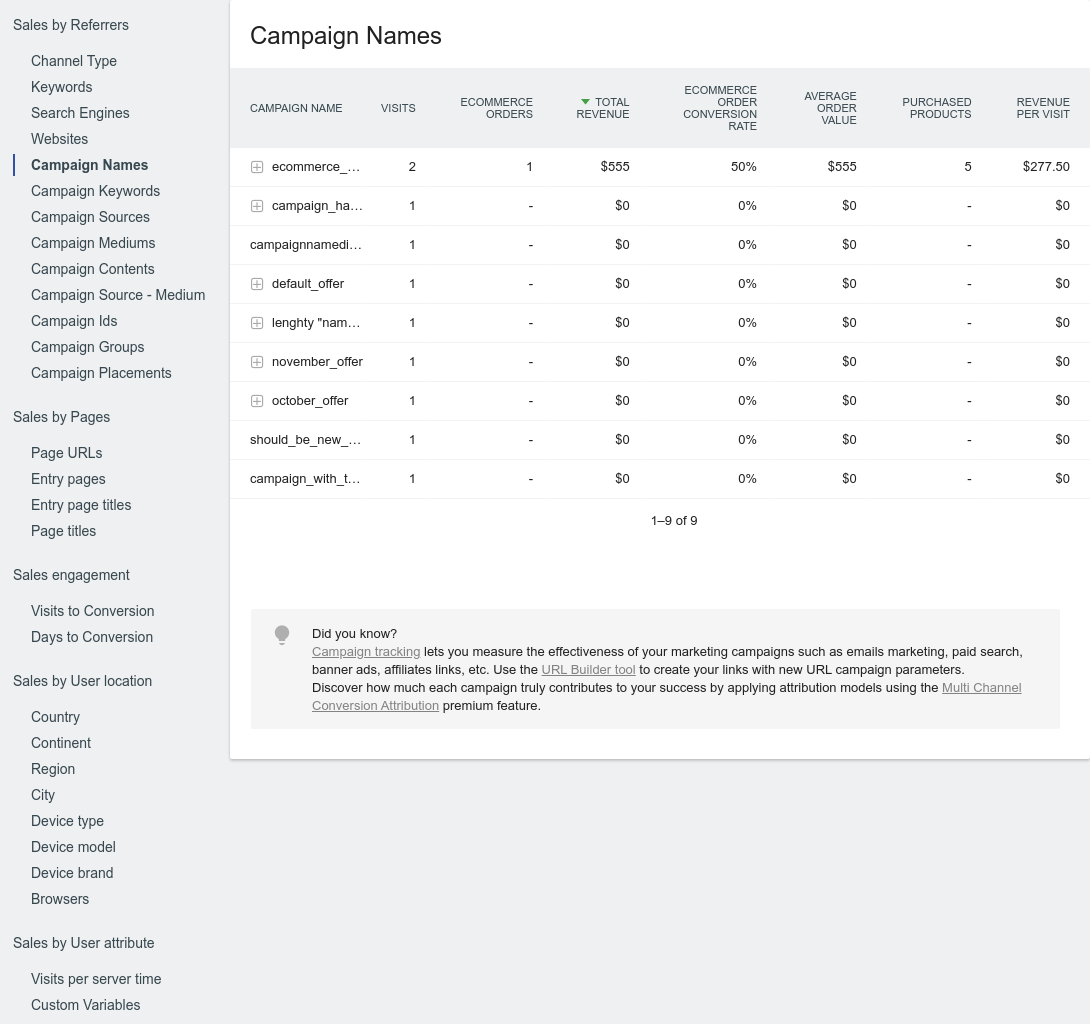 Sales by Referrers
Channel Type
Keywords
Search Engines
Websites
Campaign Names
Campaign Keywords
Campaign Sources
Campaign Mediums
Campaign Contents
Campaign Source - Medium
Campaign Ids
Campaign Groups
Campaign Placements
Sales by Pages
Page URLs
Entry pages
Entry page titles
Page titles
Sales engagement
Visits to Conversion
Days to Conversion
Sales by User location
Country
Continent
Region
City
Device type
Device model
Device brand
Browsers
Sales by User attribute
Visits per server time
Custom Variables
Campaign Names
CAMPAIGN NAME VISITS ECOMMERCE ORDERS TOTAL REVENUE ECOMMERCE ORDER CONVERSION RATE AVERAGE ORDER VALUE PURCHASED PRODUCTS REVENUE PER VISIT
ecommerce_... 2 1 $555 50% $555 5 $277.50
campaign_ha... 1 - $0 0% $0 - $0
campaignnamedi... 1 - $0 0% $0 - $0
default_offer 1 - $0 0% $0 - $0
lenghty "nam... 1 - $0 0% $0 - $0
november_offer 1 - $0 0% $0 - $0
october_offer 1 - $0 0% $0 - $0
should_be_new_... 1 - $0 0% $0 - $0
campaign_with_t... 1 - $0 0% $0 - $0
1–9 of 9
Did you know?
Campaign tracking lets you measure the effectiveness of your marketing campaigns such as emails marketing, paid search,
banner ads, affiliates links, etc. Use the URL Builder tool to create your links with new URL campaign parameters.
Discover how much each campaign truly contributes to your success by applying attribution models using the Multi Channel
Conversion Attribution premium feature.